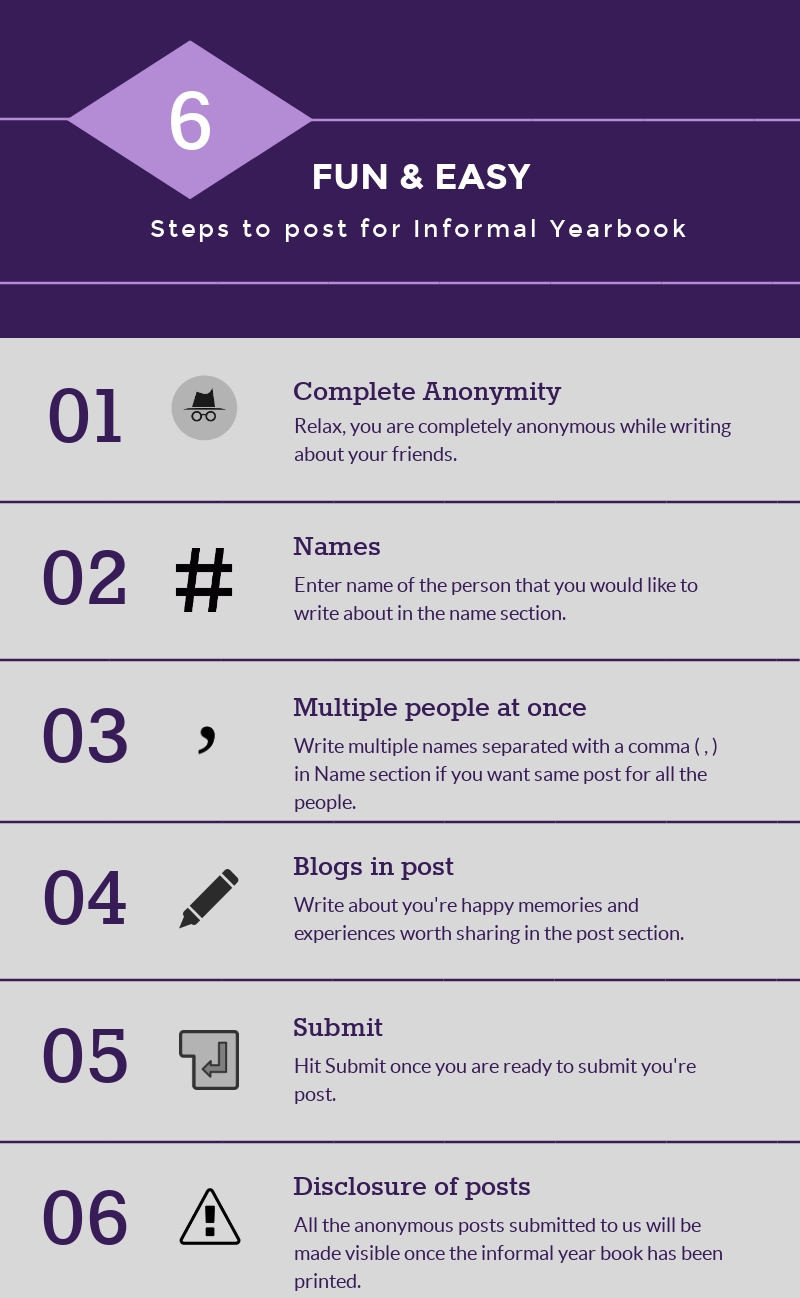 6
FUN & EASY
Steps to post for Informal Yearbook
01
Complete Anonymity
Relax, you are completely anonymous while writing
about your friends.
02
#
Names
Enter name of the person that you would like to
write about in the name section.
03
,
Multiple people at once
Write multiple names separated with a comma ( , )
in Name section if you want same post for all the
people.
04
Blogs in post
Write about you're happy memories and
experiences worth sharing in the post section.
05
Submit
Hit Submit once you are ready to submit you're
post.
06
Disclosure of posts
All the anonymous posts submitted to us will be
made visible once the informal year book has been
printed.